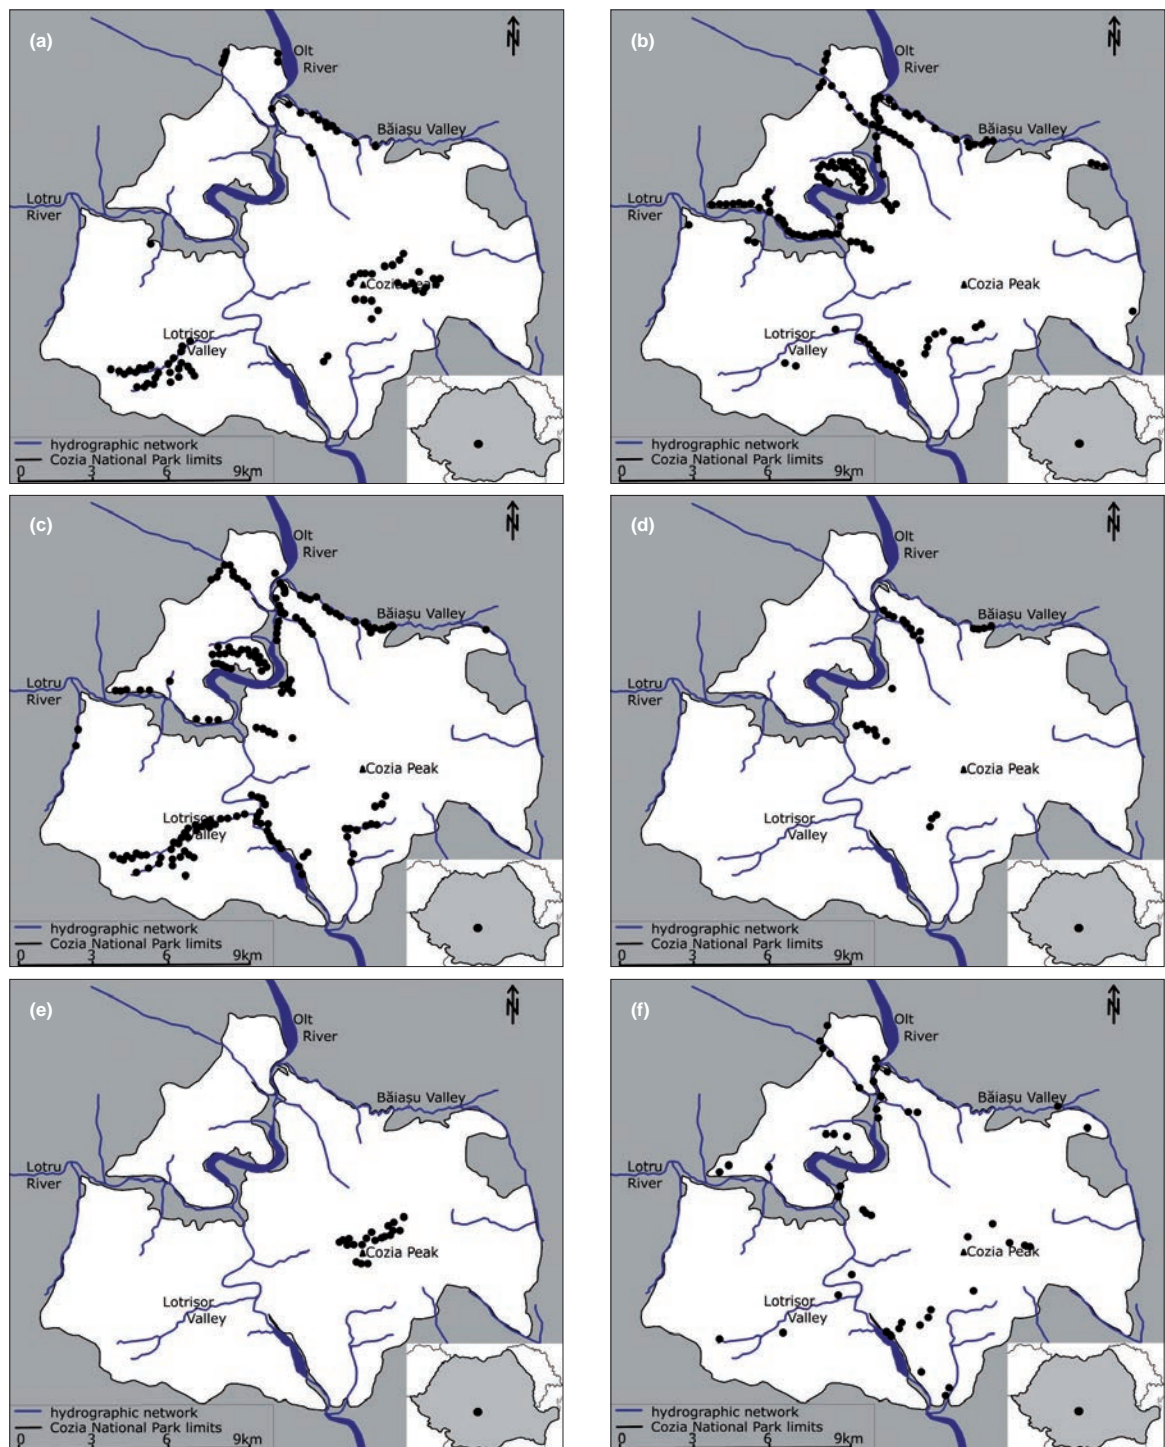 (a)
Olt
River
N
Băiașu Valley
Lotru
River
Cozia Peak
Lotrișor
Valley
hydrographic network
Cozia National Park limits
0 3 6 9km
(b)
Olt
River
N
Băiașu Valley
Lotru
River
Cozia Peak
Lotrișor
Valley
hydrographic network
Cozia National Park limits
0 3 6 9km
(c)
Olt
River
N
Băiașu Valley
Lotru
River
Cozia Peak
Lotrișor
Valley
hydrographic network
Cozia National Park limits
0 3 6 9km
(d)
Olt
River
N
Băiașu Valley
Lotru
River
Cozia Peak
Lotrișor
Valley
hydrographic network
Cozia National Park limits
0 3 6 9km
(e)
Olt
River
N
Băiașu Valley
Lotru
River
Cozia Peak
Lotrișor
Valley
hydrographic network
Cozia National Park limits
0 3 6 9km
(f)
Olt
River
N
Băiașu Valley
Lotru
River
Cozia Peak
Lotrișor
Valley
hydrographic network
Cozia National Park limits
0 3 6 9km